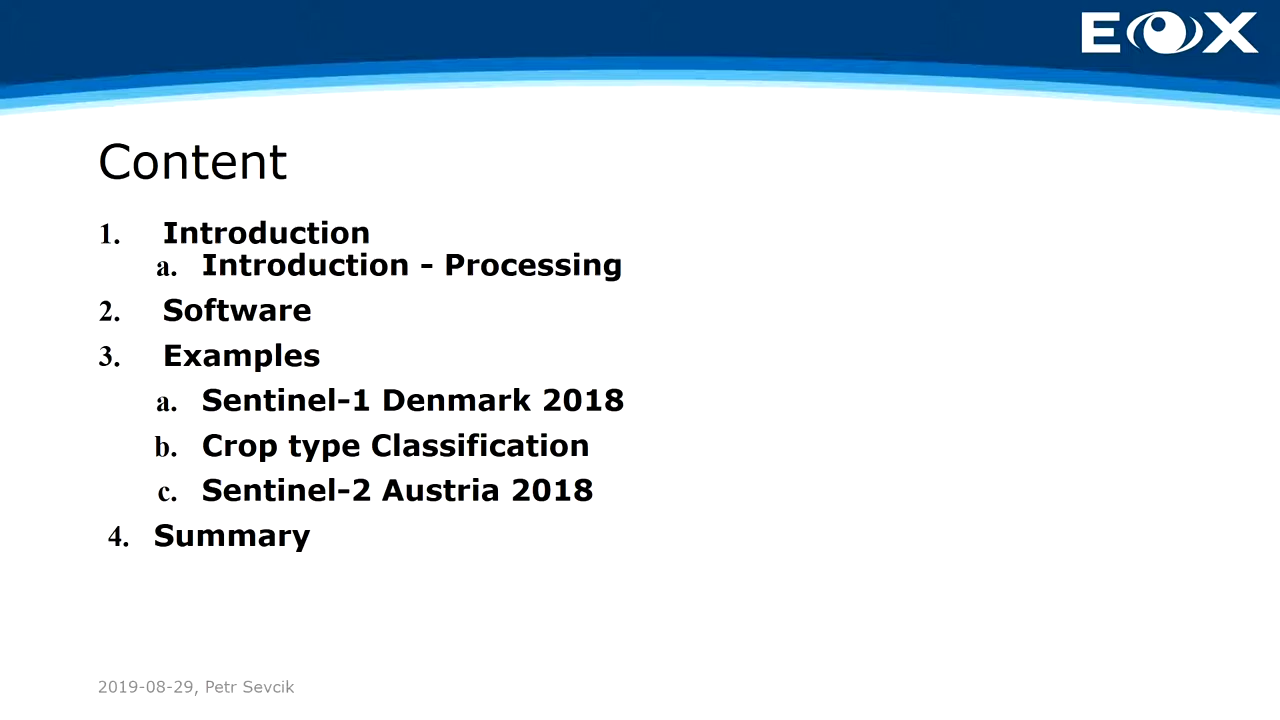 EOX
Content
1. Introduction
a. Introduction - Processing
2. Software
3. Examples
a. Sentinel-1 Denmark 2018
b. Crop type Classification
c. Sentinel-2 Austria 2018
4. Summary
2019-08-29, Petr Sevcik